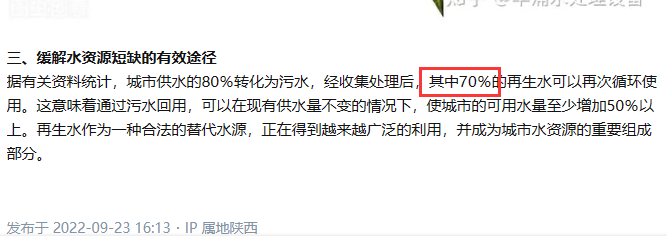 知乎 @华浦水处理设备
三、缓解水资源短缺的有效途径
据有关资料统计，城市供水的80%转化为污水，经收集处理后，其中70%的再生水可以再次循环使
用。这意味着通过污水回用，可以在现有供水量不变的情况下，使城市的可用水量至少增加50%以
上。再生水作为一种合法的替代水源，正在得到越来越广泛的利用，并成为城市水资源的重要组成
部分。
发布于 2022-09-23 16:13 · IP 属地陕西